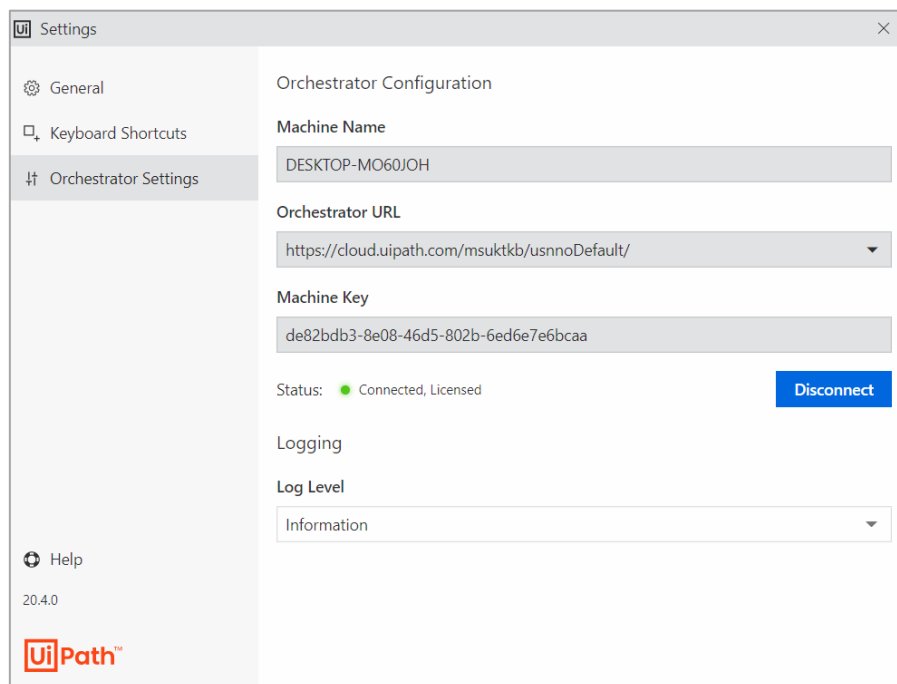 Ui Settings
General
Keyboard Shortcuts
Orchestrator Settings
Help
20.4.0
UiPath™
Orchestrator Configuration
Machine Name
DESKTOP-MO60JOH
Orchestrator URL
https://cloud.uipath.com/msuktkb/usnnoDefault/
Machine Key
de82bdb3-8e08-46d5-802b-6ed6e7e6bcaa
Status: Connected, Licensed
Disconnect
Logging
Log Level
Information